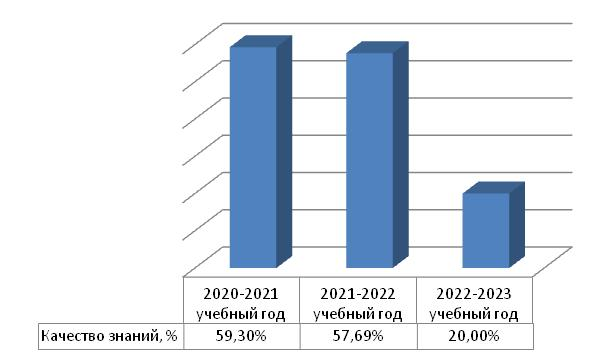 2020-2021 2021-2022 2022-2023
учебный год учебный год учебный год
Качество знаний, % 59,30% 57,69% 20,00%